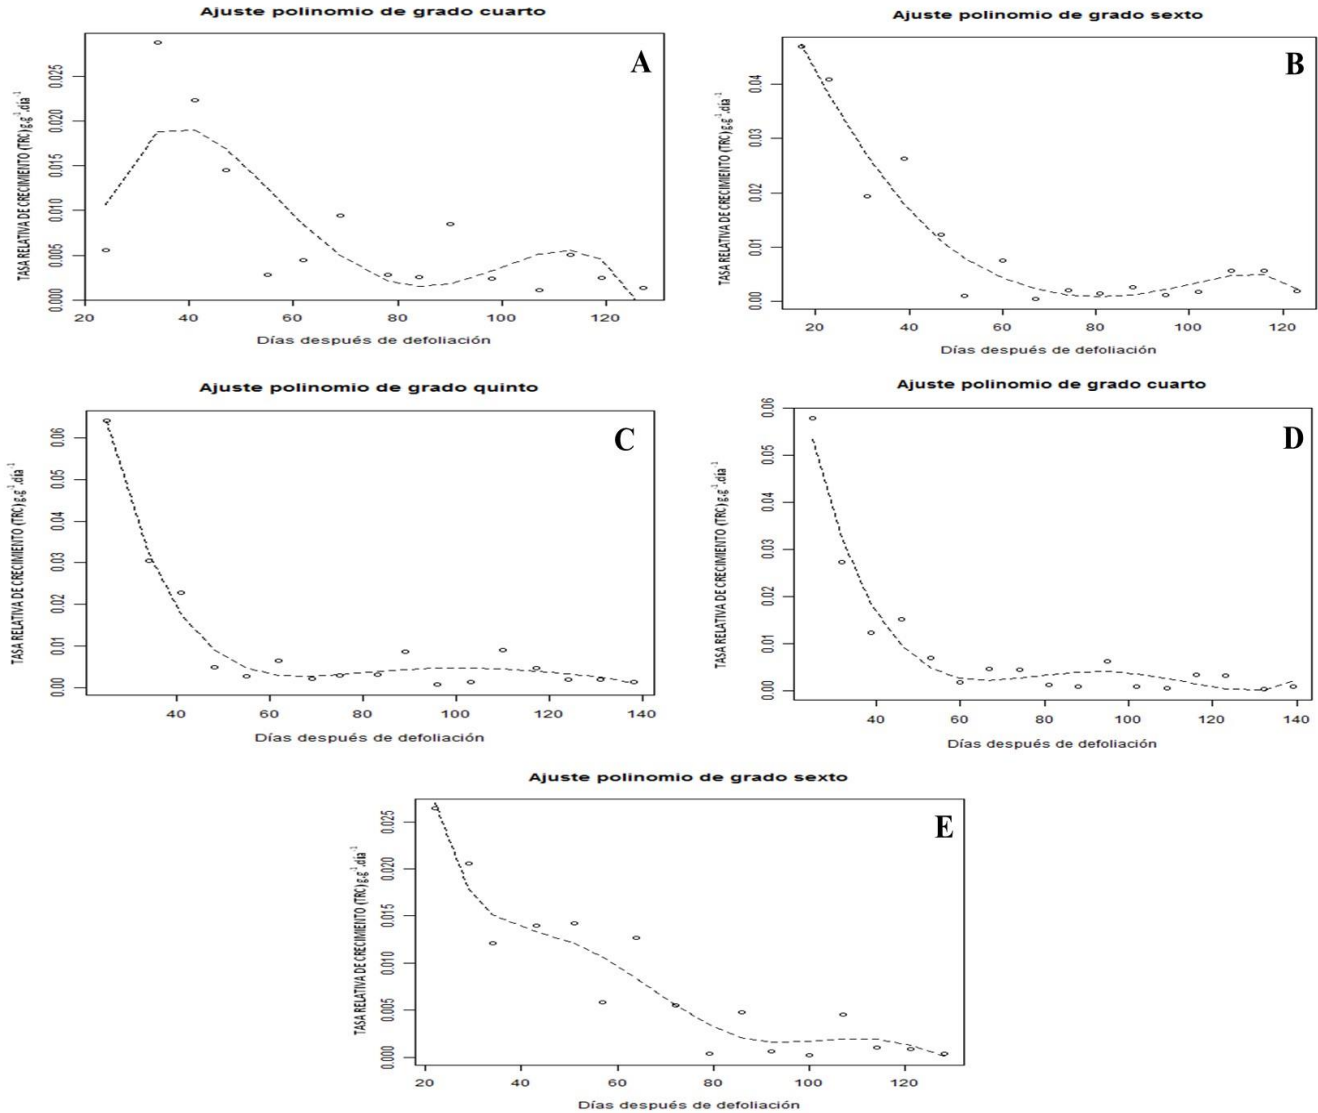 Ajuste polinomio de grado cuarto
A
TASA RELATIVA DE CRECIMIENTO (TRC) g.g⁻¹.día⁻¹
0.025
0.020
0.015
0.010
0.005
0.000
20 40 60 80 100 120
Días después de defoliación
Ajuste polinomio de grado sexto
B
TASA RELATIVA DE CRECIMIENTO (TRC) g.g⁻¹.día⁻¹
0.04
0.03
0.02
0.01
0.00
20 40 60 80 100 120
Días después de defoliación
Ajuste polinomio de grado quinto
C
TASA RELATIVA DE CRECIMIENTO (TRC) g.g⁻¹.día⁻¹
0.06
0.05
0.04
0.03
0.02
0.01
0.00
40 60 80 100 120 140
Días después de defoliación
Ajuste polinomio de grado cuarto
D
TASA RELATIVA DE CRECIMIENTO (TRC) g.g⁻¹.día⁻¹
0.06
0.05
0.04
0.03
0.02
0.01
0.00
40 60 80 100 120 140
Días después de defoliación
Ajuste polinomio de grado sexto
E
TASA RELATIVA DE CRECIMIENTO (TRC) g.g⁻¹.día⁻¹
0.025
0.020
0.015
0.010
0.005
0.000
20 40 60 80 100 120
Días después de defoliación